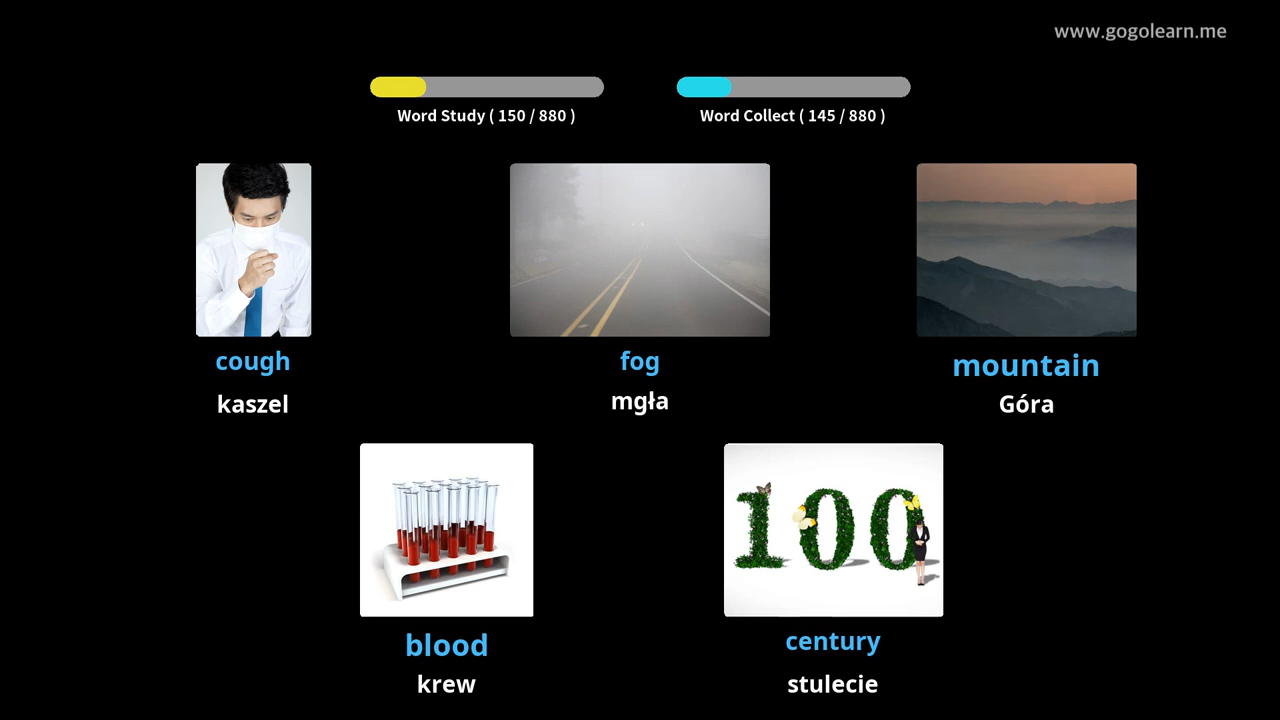 www.gogolearn.me
Word Study ( 150 / 880 )
Word Collect ( 145 / 880 )
cough
kaszel
fog
mgła
mountain
Góra
100
blood
krew
century
stulecie